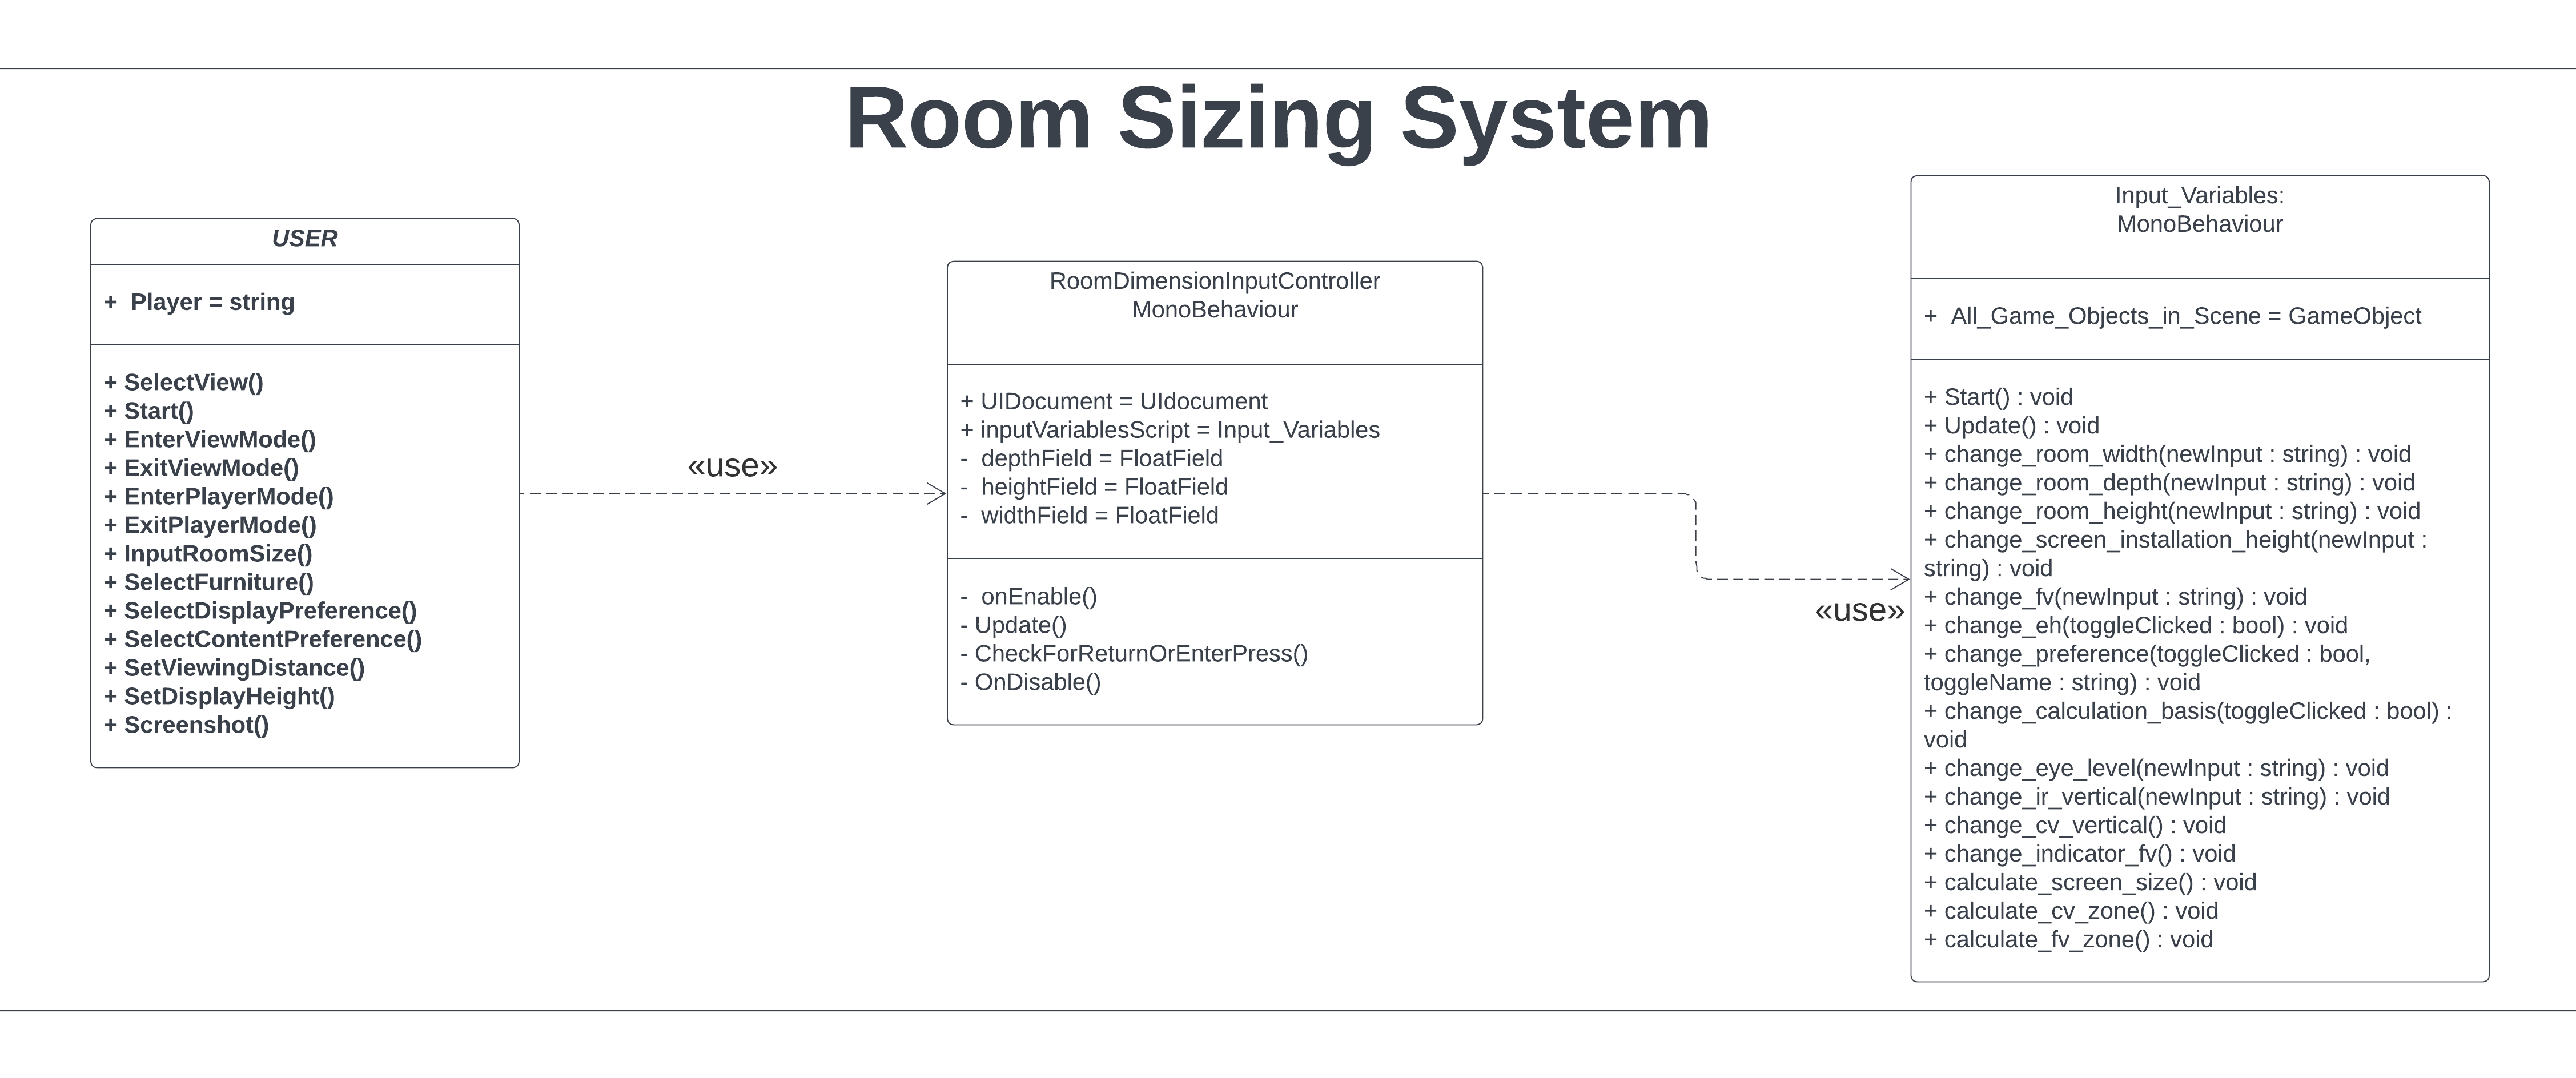 Room Sizing System
USER
+ Player = string
+ SelectView()
+ Start()
+ EnterViewMode()
+ ExitViewMode()
+ EnterPlayerMode()
+ ExitPlayerMode()
+ InputRoomSize()
+ SelectFurniture()
+ SelectDisplayPreference()
+ SelectContentPreference()
+ SetViewingDistance()
+ SetDisplayHeight()
+ Screenshot()
«use»
RoomDimensionInputController
MonoBehaviour
+ UIDocument = UIdocument
+ inputVariablesScript = Input_Variables
- depthField = FloatField
- heightField = FloatField
- widthField = FloatField
- onEnable()
- Update()
- CheckForReturnOrEnterPress()
- OnDisable()
«use»
Input_Variables:
MonoBehaviour
+ All_Game_Objects_in_Scene = GameObject
+ Start() : void
+ Update() : void
+ change_room_width(newInput : string) : void
+ change_room_depth(newInput : string) : void
+ change_room_height(newInput : string) : void
+ change_screen_installation_height(newInput :
string) : void
+ change_fv(newInput : string) : void
+ change_eh(toggleClicked : bool) : void
+ change_preference(toggleClicked : bool,
toggleName : string) : void
+ change_calculation_basis(toggleClicked : bool) :
void
+ change_eye_level(newInput : string) : void
+ change_ir_vertical(newInput : string) : void
+ change_cv_vertical() : void
+ change_indicator_fv() : void
+ calculate_screen_size() : void
+ calculate_cv_zone() : void
+ calculate_fv_zone() : void